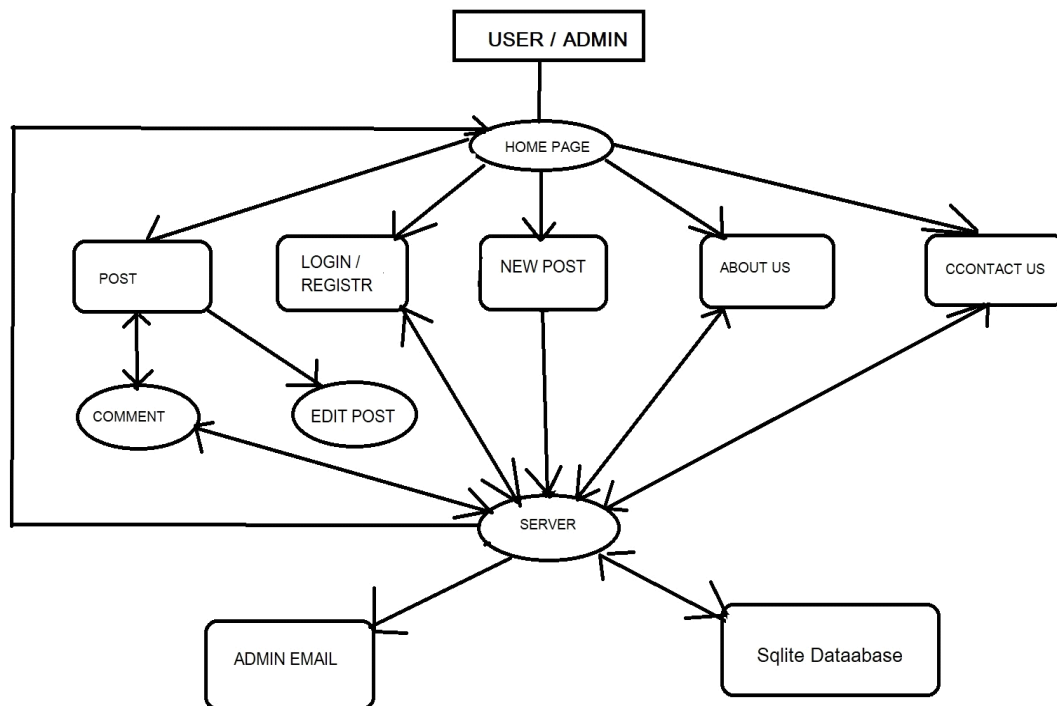 USER / ADMIN
HOME PAGE
POST
LOGIN /
REGISTR
NEW POST
ABOUT US
CCONTACT US
COMMENT
EDIT POST
SERVER
ADMIN EMAIL
Sqlite Dataabase